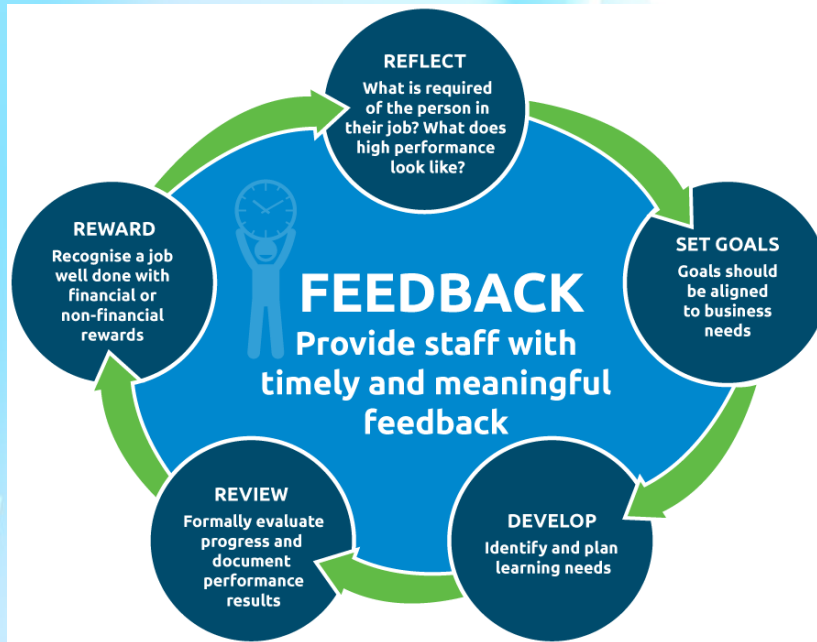 REFLECT
What is required
of the person in
their job? What does
high performance
look like?
REWARD
Recognise a job
well done with
financial or
non-financial
rewards
SET GOALS
Goals should
be aligned
to business
needs
FEEDBACK
Provide staff with
timely and meaningful
feedback
REVIEW
Formally evaluate
progress and
document
performance
results
DEVELOP
Identify and plan
learning needs